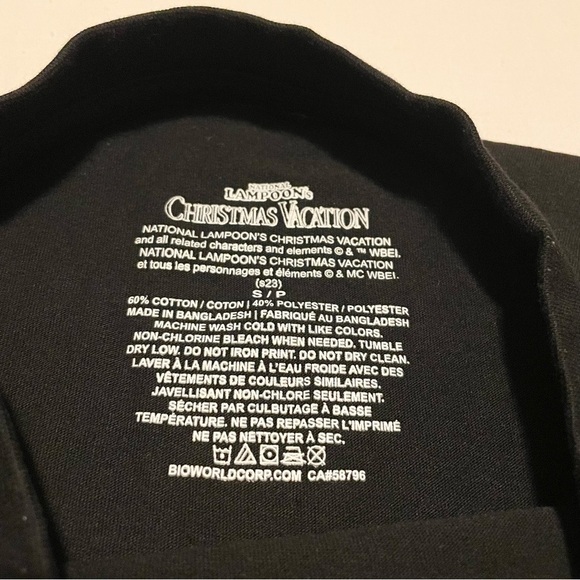 NATIONAL
LAMPOON'S
CHRISTMAS VACATION
NATIONAL LAMPOON'S CHRISTMAS VACATION
and all related characters and elements © & ™ WBEI.
NATIONAL LAMPOON'S CHRISTMAS VACATION
et tous les personnages et éléments © & MC WBEI.
(s23)
S / P
60% COTTON / COTON | 40% POLYESTER / POLYESTER
MADE IN BANGLADESH | FABRIQUÉ AU BANGLADESH
MACHINE WASH COLD WITH LIKE COLORS.
NON-CHLORINE BLEACH WHEN NEEDED. TUMBLE
DRY LOW. DO NOT IRON PRINT. DO NOT DRY CLEAN.
LAVER À LA MACHINE À L'EAU FROIDE AVEC DES
VÊTEMENTS DE COULEURS SIMILAIRES.
JAVELLISANT NON-CHLORE SEULEMENT.
SÉCHER PAR CULBUTAGE À BASSE
TEMPÉRATURE. NE PAS REPASSER L'IMPRIMÉ
NE PAS NETTOYER À SEC.
BIOWORLDCORP.COM CA#58796